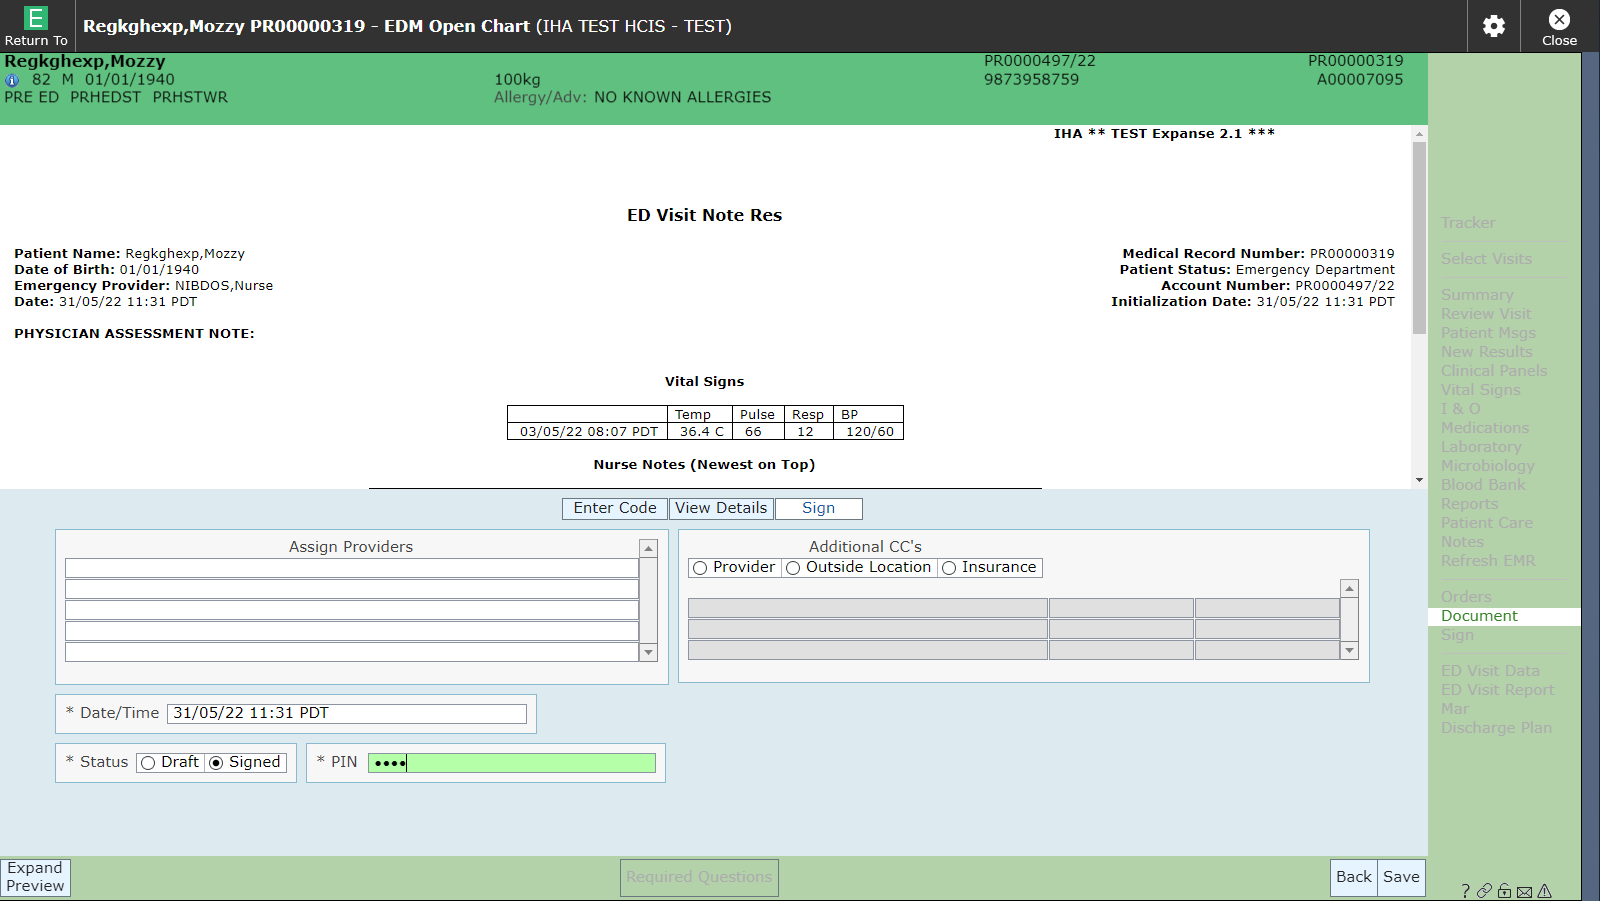 E
Return To
Regkghexp,Mozzy PR00000319 - EDM Open Chart (IHA TEST HCIS - TEST)
Close
Regkghexp,Mozzy
82 M 01/01/1940
PRE ED PRHEDST PRHSTWR
100kg
Allergy/Adv: NO KNOWN ALLERGIES
PR0000497/22
9873958759
PR00000319
A00007095
IHA ** TEST Expanse 2.1 ***
ED Visit Note Res
Patient Name: Regkghexp,Mozzy
Date of Birth: 01/01/1940
Emergency Provider: NIBDOS,Nurse
Date: 31/05/22 11:31 PDT
Medical Record Number: PR00000319
Patient Status: Emergency Department
Account Number: PR0000497/22
Initialization Date: 31/05/22 11:31 PDT
PHYSICIAN ASSESSMENT NOTE:
Vital Signs
Temp Pulse Resp BP
03/05/22 08:07 PDT 36.4 C 66 12 120/60
Nurse Notes (Newest on Top)
Enter Code View Details Sign
Assign Providers
Additional CC's
Provider Outside Location Insurance
* Date/Time 31/05/22 11:31 PDT
* Status Draft Signed
* PIN ••••
Expand
Preview
Required Questions
Back Save
Tracker
Select Visits
Summary
Review Visit
Patient Msgs
New Results
Clinical Panels
Vital Signs
I & O
Medications
Laboratory
Microbiology
Blood Bank
Reports
Patient Care
Notes
Refresh EMR
Orders
Document
Sign
ED Visit Data
ED Visit Report
Mar
Discharge Plan
?